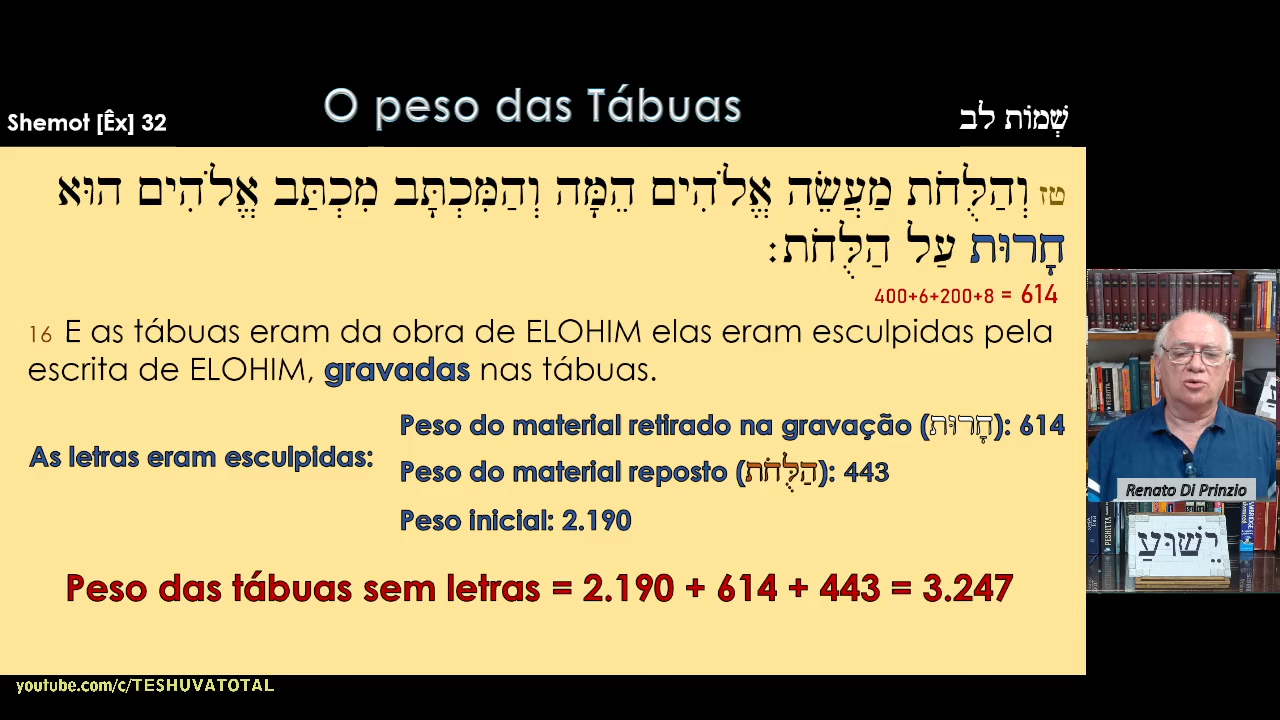 O peso das Tábuas
Shemot [Êx] 32
שְׁמוֹת לב
טז וְהַלֻּחֹת מַעֲשֵׂה אֱלֹהִים הֵמָּה וְהַמִּכְתָּב מִכְתַּב אֱלֹהִים הוּא
חָרוּת עַל הַלֻּחֹת׃
400+6+200+8 = 614
16 E as tábuas eram da obra de ELOHIM elas eram esculpidas pela
escrita de ELOHIM, gravadas nas tábuas.
As letras eram esculpidas:
Peso do material retirado na gravação (חָרוּת): 614
Peso do material reposto (הַלֻּחֹת): 443
Peso inicial: 2.190
Peso das tábuas sem letras = 2.190 + 614 + 443 = 3.247
Renato Di Prinzio
PESHITTA
יֵשׁוּעַ
youtube.com/c/TESHUVATOTAL